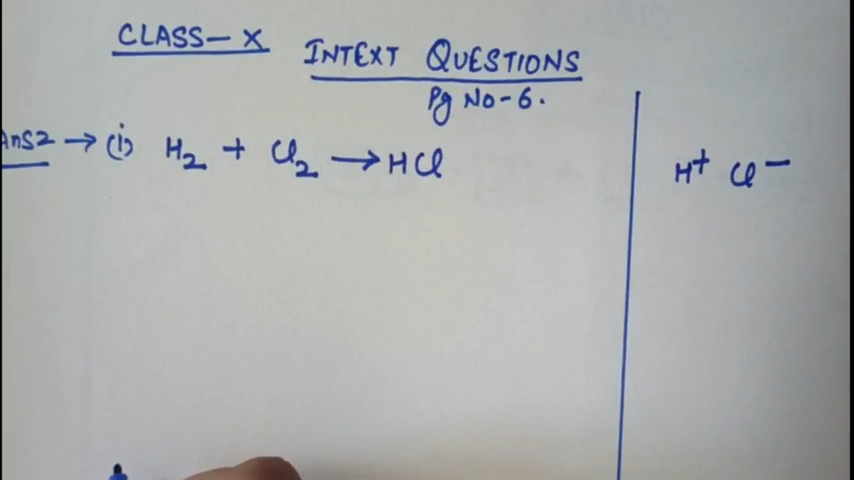 CLASS-X
INTEXT QUESTIONS
Pg No-6.
Ans2 → (i) H₂ + Cl₂ → HCl
H⁺ Cl⁻